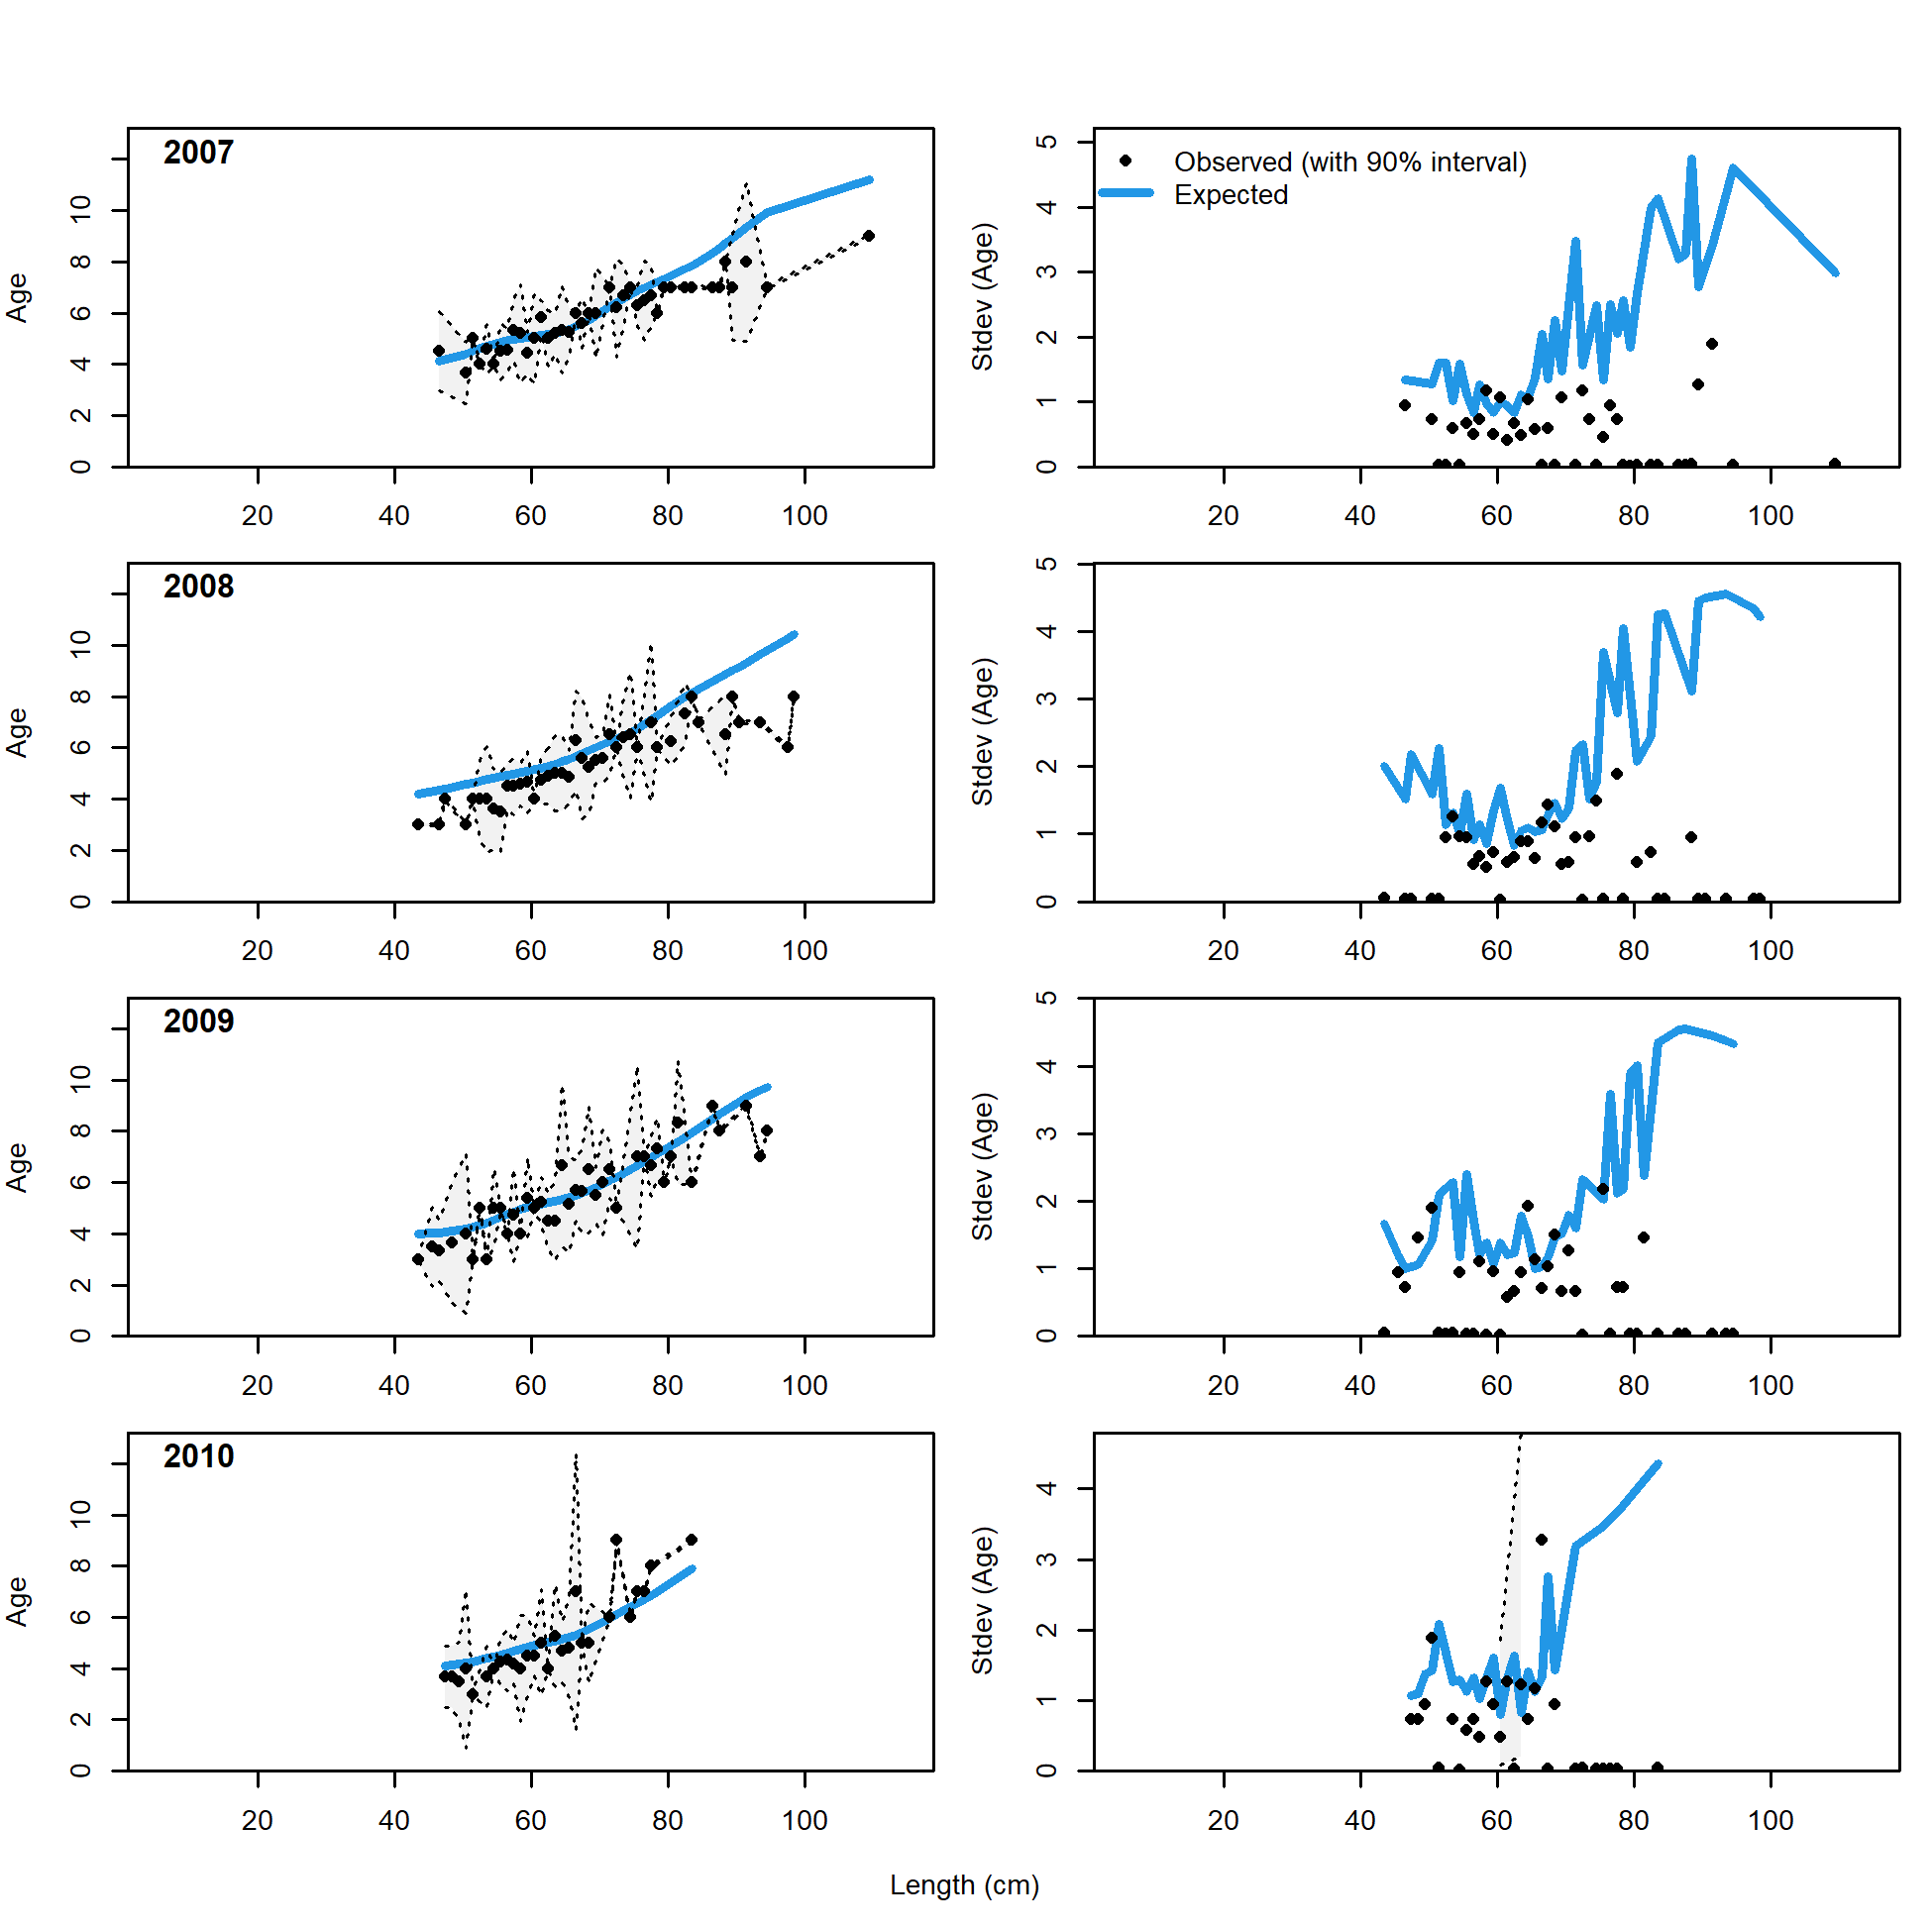 2007
Age
0 2 4 6 8 10
20 40 60 80 100
Observed (with 90% interval)
Expected
Stdev (Age)
0 1 2 3 4 5
20 40 60 80 100
2008
Age
0 2 4 6 8 10
20 40 60 80 100
Stdev (Age)
0 1 2 3 4 5
20 40 60 80 100
2009
Age
0 2 4 6 8 10
20 40 60 80 100
Stdev (Age)
0 1 2 3 4 5
20 40 60 80 100
2010
Age
0 2 4 6 8 10
20 40 60 80 100
Stdev (Age)
0 1 2 3 4
20 40 60 80 100
Length (cm)